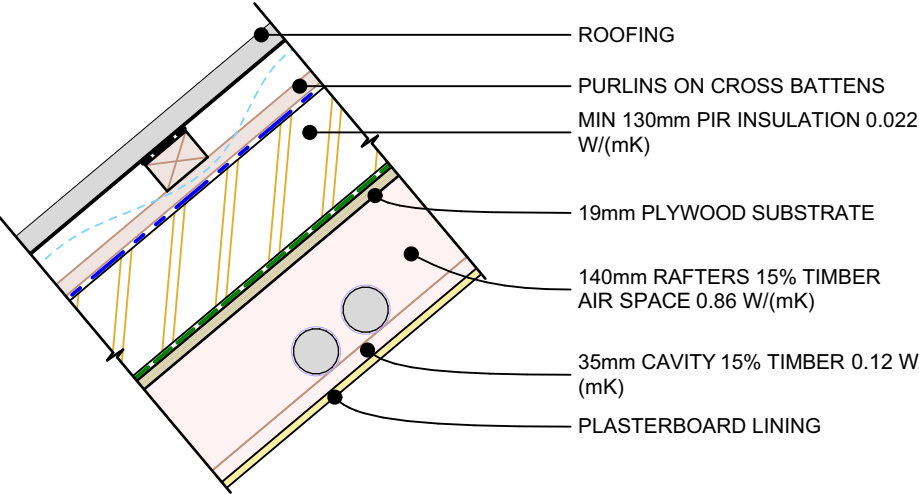 ROOFING
PURLINS ON CROSS BATTENS
MIN 130mm PIR INSULATION 0.022
W/(mK)
19mm PLYWOOD SUBSTRATE
140mm RAFTERS 15% TIMBER
AIR SPACE 0.86 W/(mK)
35mm CAVITY 15% TIMBER 0.12 W/
(mK)
PLASTERBOARD LINING